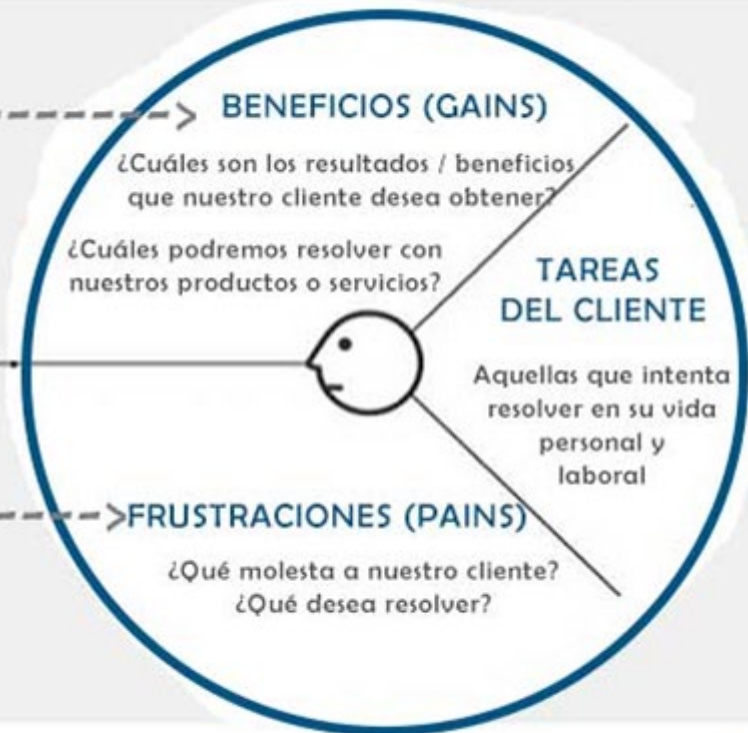 BENEFICIOS (GAINS)
¿Cuáles son los resultados / beneficios
que nuestro cliente desea obtener?
¿Cuáles podremos resolver con
nuestros productos o servicios?
TAREAS
DEL CLIENTE
Aquellas que intenta
resolver en su vida
personal y
laboral
FRUSTRACIONES (PAINS)
¿Qué molesta a nuestro cliente?
¿Qué desea resolver?